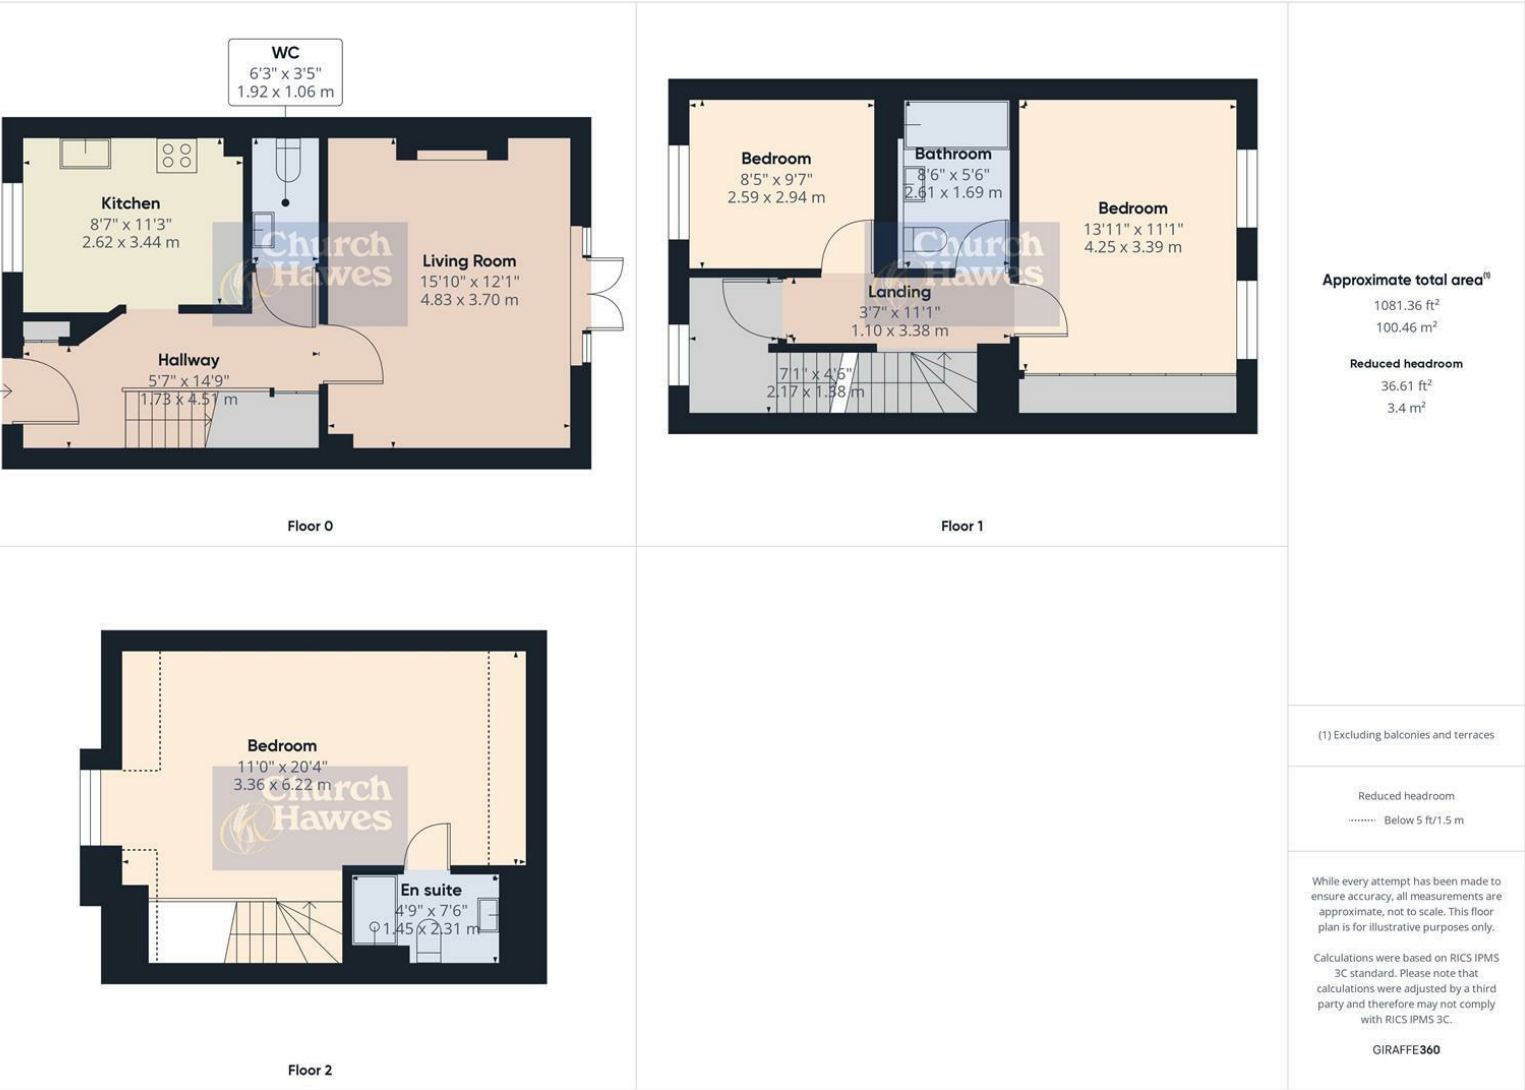 WC
6'3" x 3'5"
1.92 x 1.06 m
Kitchen
8'7" x 11'3"
2.62 x 3.44 m
Church
Hawes
Living Room
15'10" x 12'1"
4.83 x 3.70 m
Hallway
5'7" x 14'9"
1.73 x 4.51 m
Floor 0
Bedroom
8'5" x 9'7"
2.59 x 2.94 m
Bathroom
8'6" x 5'6"
2.61 x 1.69 m
Bedroom
13'11" x 11'1"
4.25 x 3.39 m
Church
Hawes
Landing
3'7" x 11'1"
1.10 x 3.38 m
7'1" x 4'6"
2.17 x 1.38 m
Floor 1
Bedroom
11'0" x 20'4"
3.36 x 6.22 m
Church
Hawes
En suite
4'9" x 7'6"
1.45 x 2.31 m
Floor 2
Approximate total area(1)
1081.36 ft²
100.46 m²
Reduced headroom
36.61 ft²
3.4 m²
(1) Excluding balconies and terraces
Reduced headroom
Below 5 ft/1.5 m
While every attempt has been made to
ensure accuracy, all measurements are
approximate, not to scale. This floor
plan is for illustrative purposes only.
Calculations were based on RICS IPMS
3C standard. Please note that
calculations were adjusted by a third
party and therefore may not comply
with RICS IPMS 3C.
GIRAFFE360